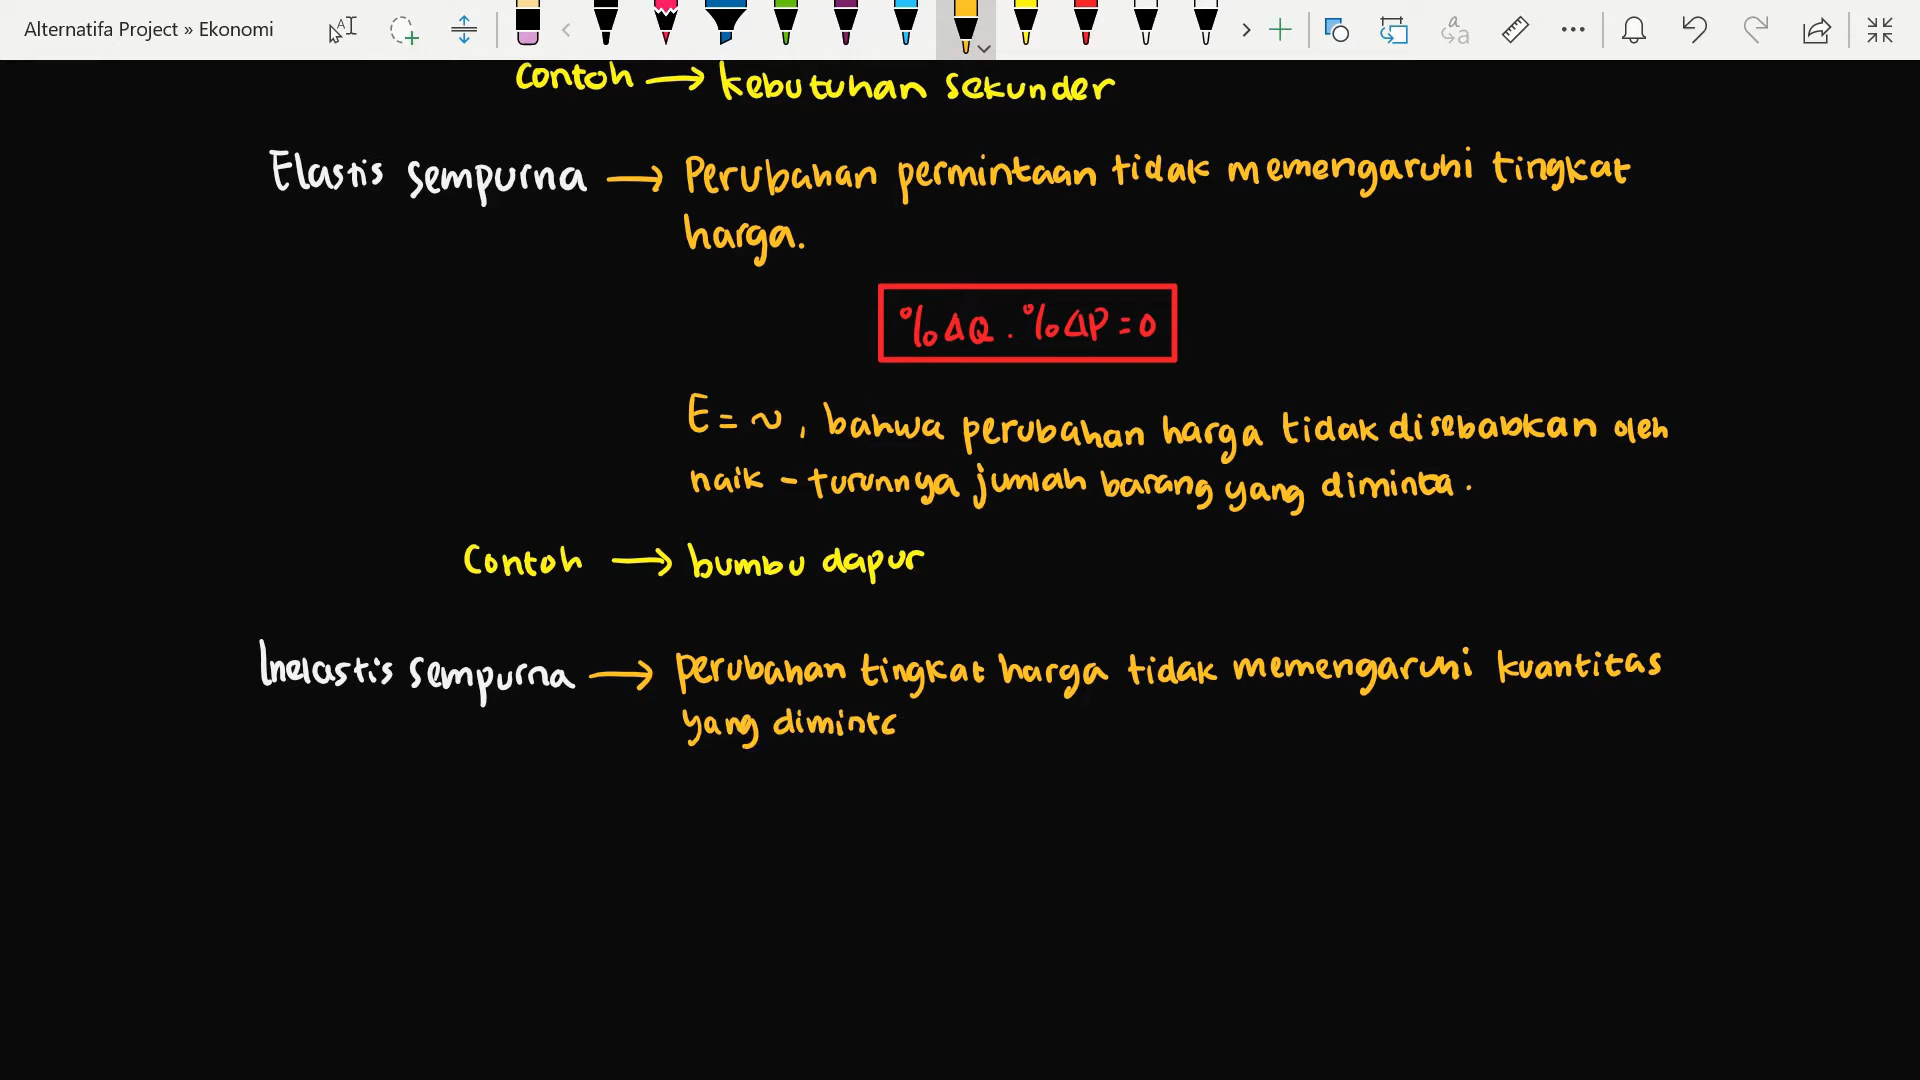 Alternatifa Project » Ekonomi
Contoh → kebutuhan sekunder
Elastis sempurna → Perubahan permintaan tidak memengaruhi tingkat
harga.
%ΔQ . %ΔP = 0
E = ~, bahwa perubahan harga tidak disebabkan oleh
naik - turunnya jumlah barang yang diminta.
Contoh → bumbu dapur
Inelastis sempurna → perubahan tingkat harga tidak memengaruhi kuantitas
yang dimintc